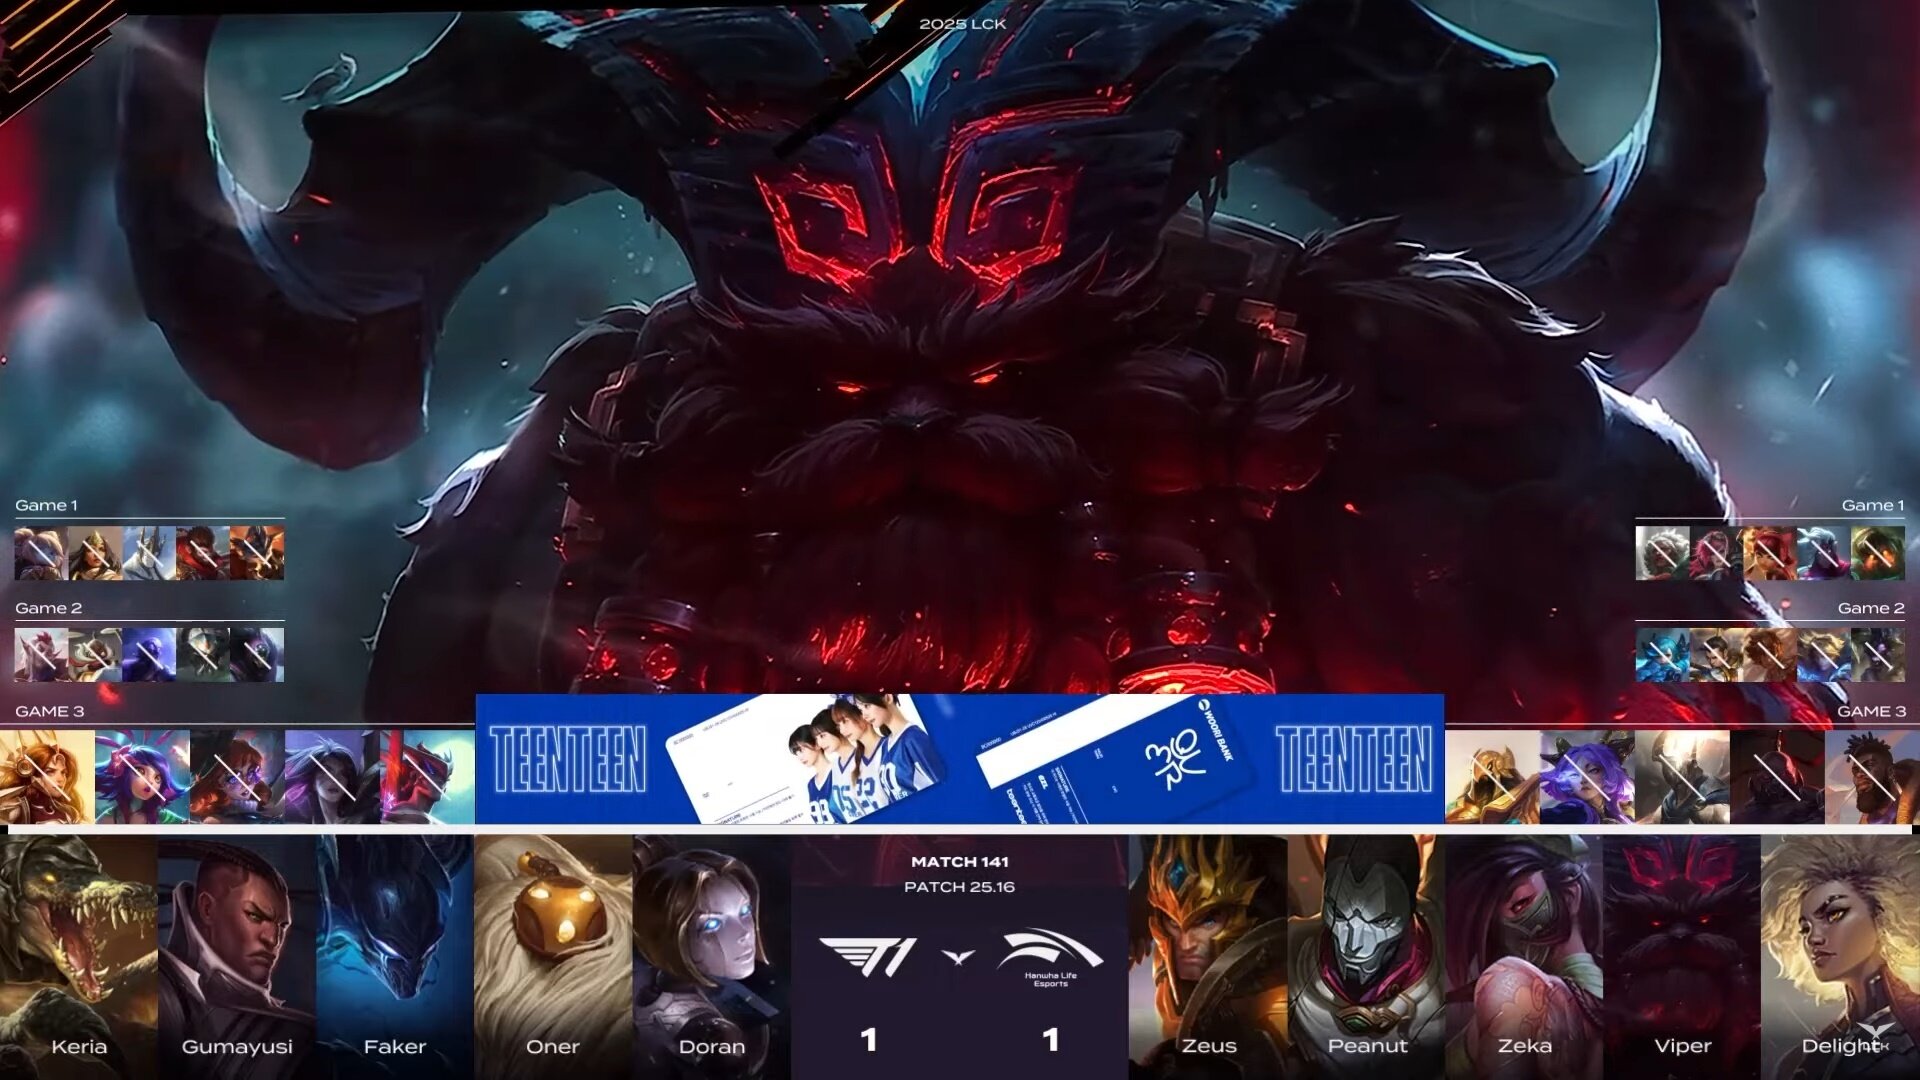 2025 LCK
Game 1
Game 1
Game 2
Game 2
GAME 3
GAME 3
TEENTEEN
WOORI BANK
TEENTEEN
MATCH 141
PATCH 25.16
T1
Hanwha Life
Esports
1
1
Keria
Gumayusi
Faker
Oner
Doran
Zeus
Peanut
Zeka
Viper
Delight